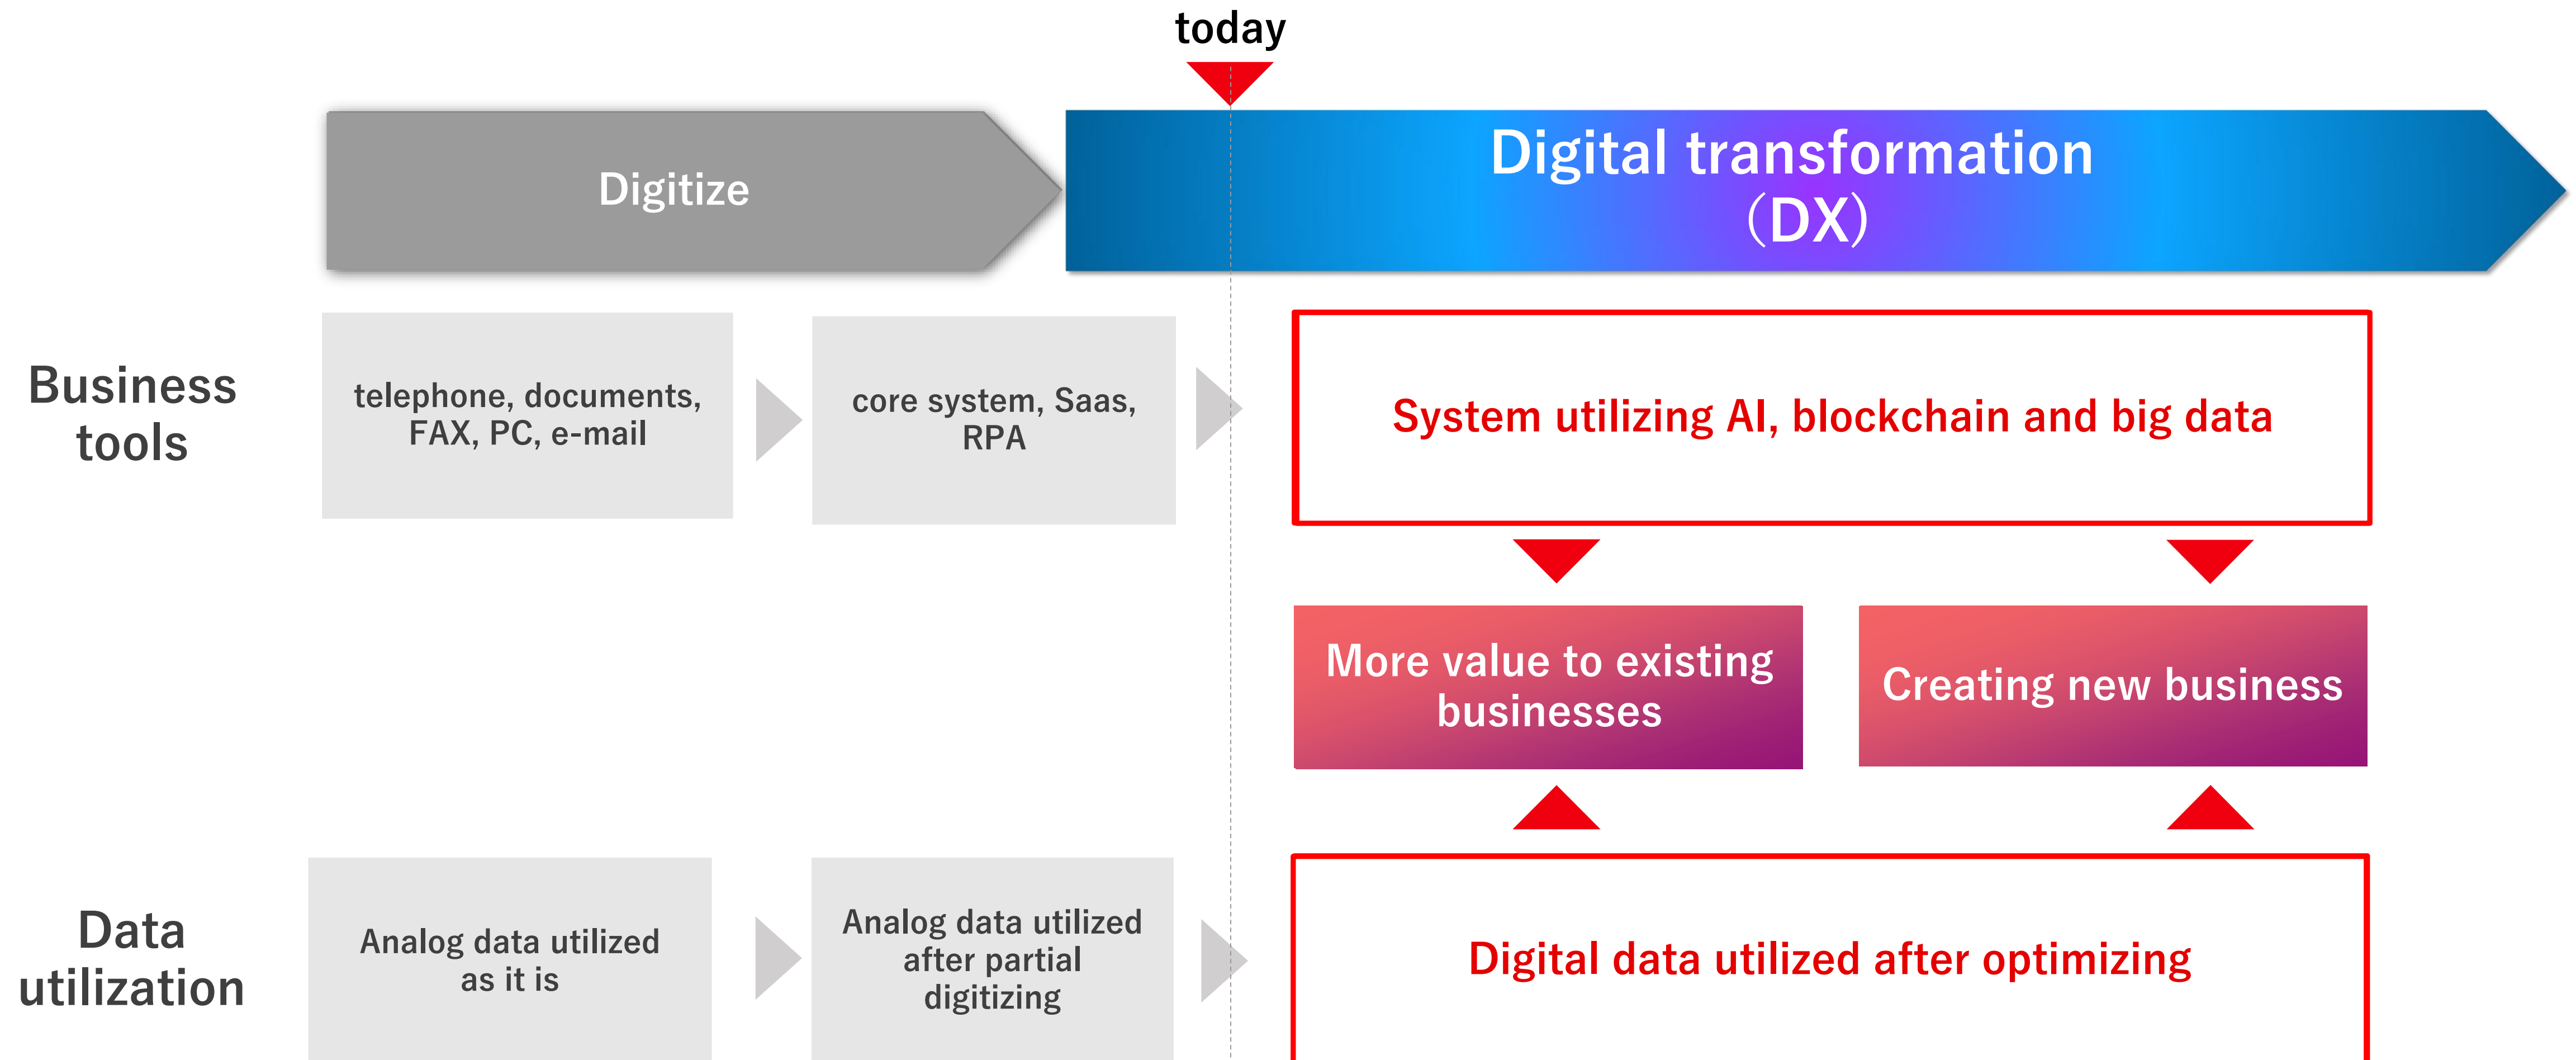 today
Digitize
Digital transformation
（DX）
Business
tools
telephone, documents,
FAX, PC, e-mail
core system, Saas,
RPA
System utilizing AI, blockchain and big data
More value to existing
businesses
Creating new business
Data
utilization
Analog data utilized
as it is
Analog data utilized
after partial
digitizing
Digital data utilized after optimizing